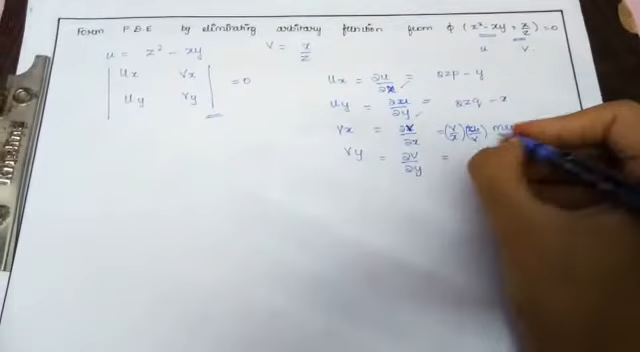 Form P.D.E by eliminating arbitrary function from φ (z² - xy, x/z) = 0
u v
u = z² - xy v = x/z
| ux vx | = 0
| uy vy |
ux = ∂u/∂x = 2zp - y
uy = ∂u/∂y = 2zq - x
vx = ∂v/∂x =
vy = ∂v/∂y =